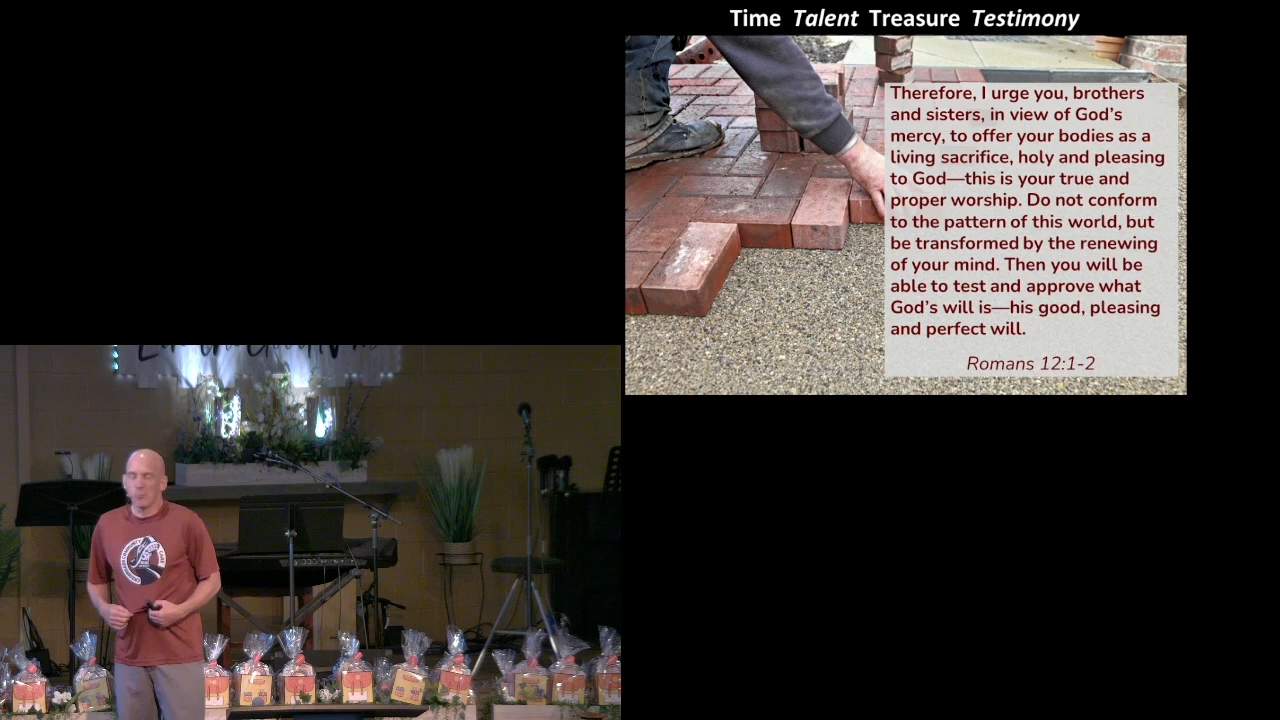 Time Talent Treasure Testimony
Therefore, I urge you, brothers
and sisters, in view of God's
mercy, to offer your bodies as a
living sacrifice, holy and pleasing
to God—this is your true and
proper worship. Do not conform
to the pattern of this world, but
be transformed by the renewing
of your mind. Then you will be
able to test and approve what
God's will is—his good, pleasing
and perfect will.
Romans 12:1-2